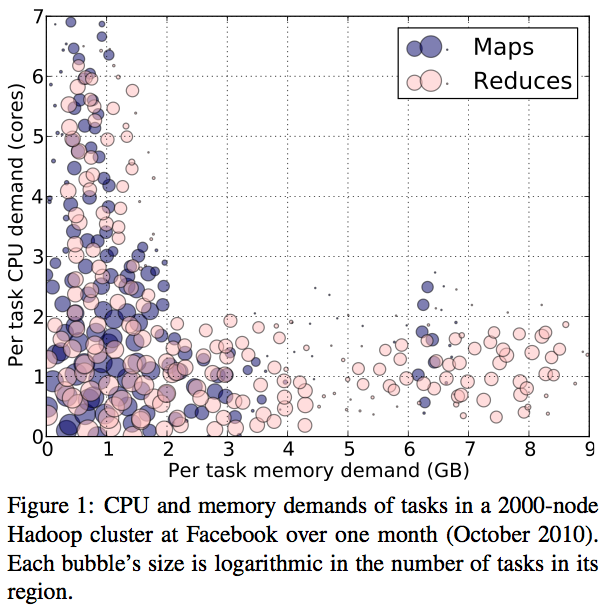 7
6
5
4
3
2
1
0
Per task CPU demand (cores)
Maps
Reduces
0 1 2 3 4 5 6 7 8 9
Per task memory demand (GB)
Figure 1: CPU and memory demands of tasks in a 2000-node
Hadoop cluster at Facebook over one month (October 2010).
Each bubble's size is logarithmic in the number of tasks in its
region.